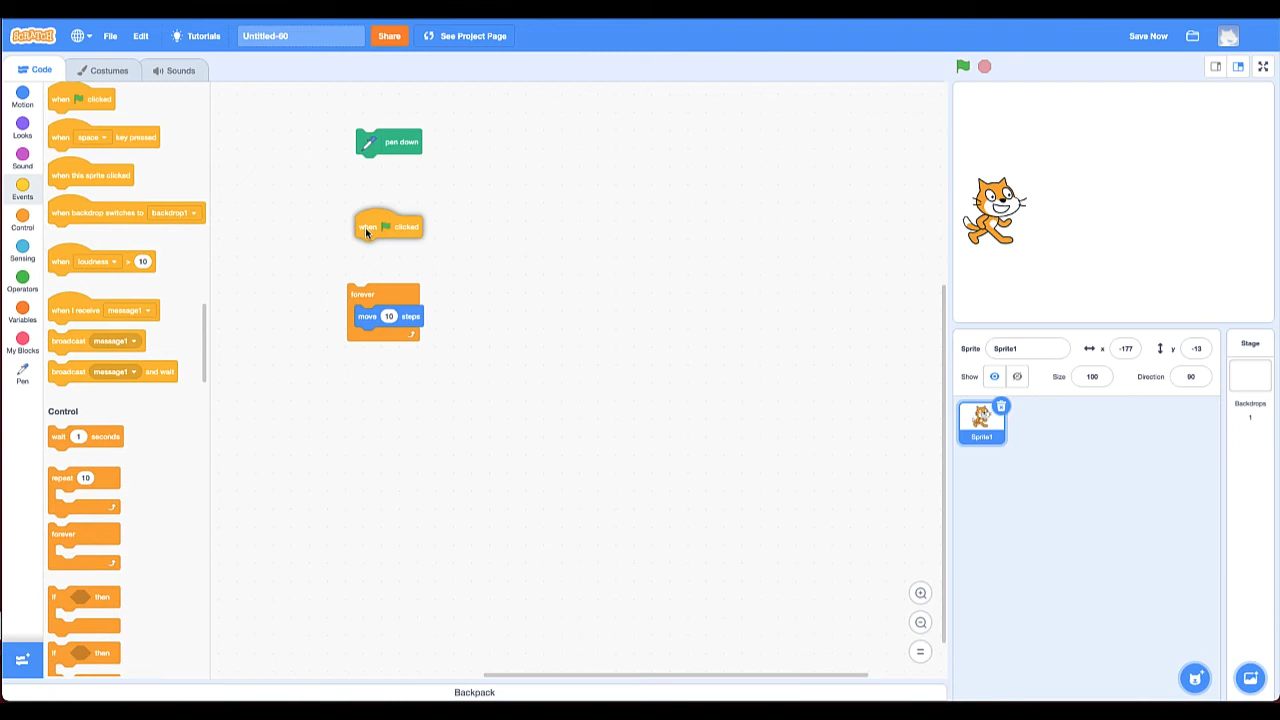 SCRATCH File Edit Tutorials Untitled-60 Share See Project Page Save Now
Code Costumes Sounds
Motion
Looks
Sound
Events
Control
Sensing
Operators
Variables
My Blocks
Pen
when clicked
when space key pressed
when this sprite clicked
when backdrop switches to backdrop1
when loudness > 10
when I receive message1
broadcast message1
broadcast message1 and wait
Control
wait 1 seconds
repeat 10
forever
if then
if then
pen down
when clicked
forever
move 10 steps
Sprite Sprite1 x -177 y -13
Show Size 100 Direction 90
Sprite1
Stage
Backdrops
1
Backpack